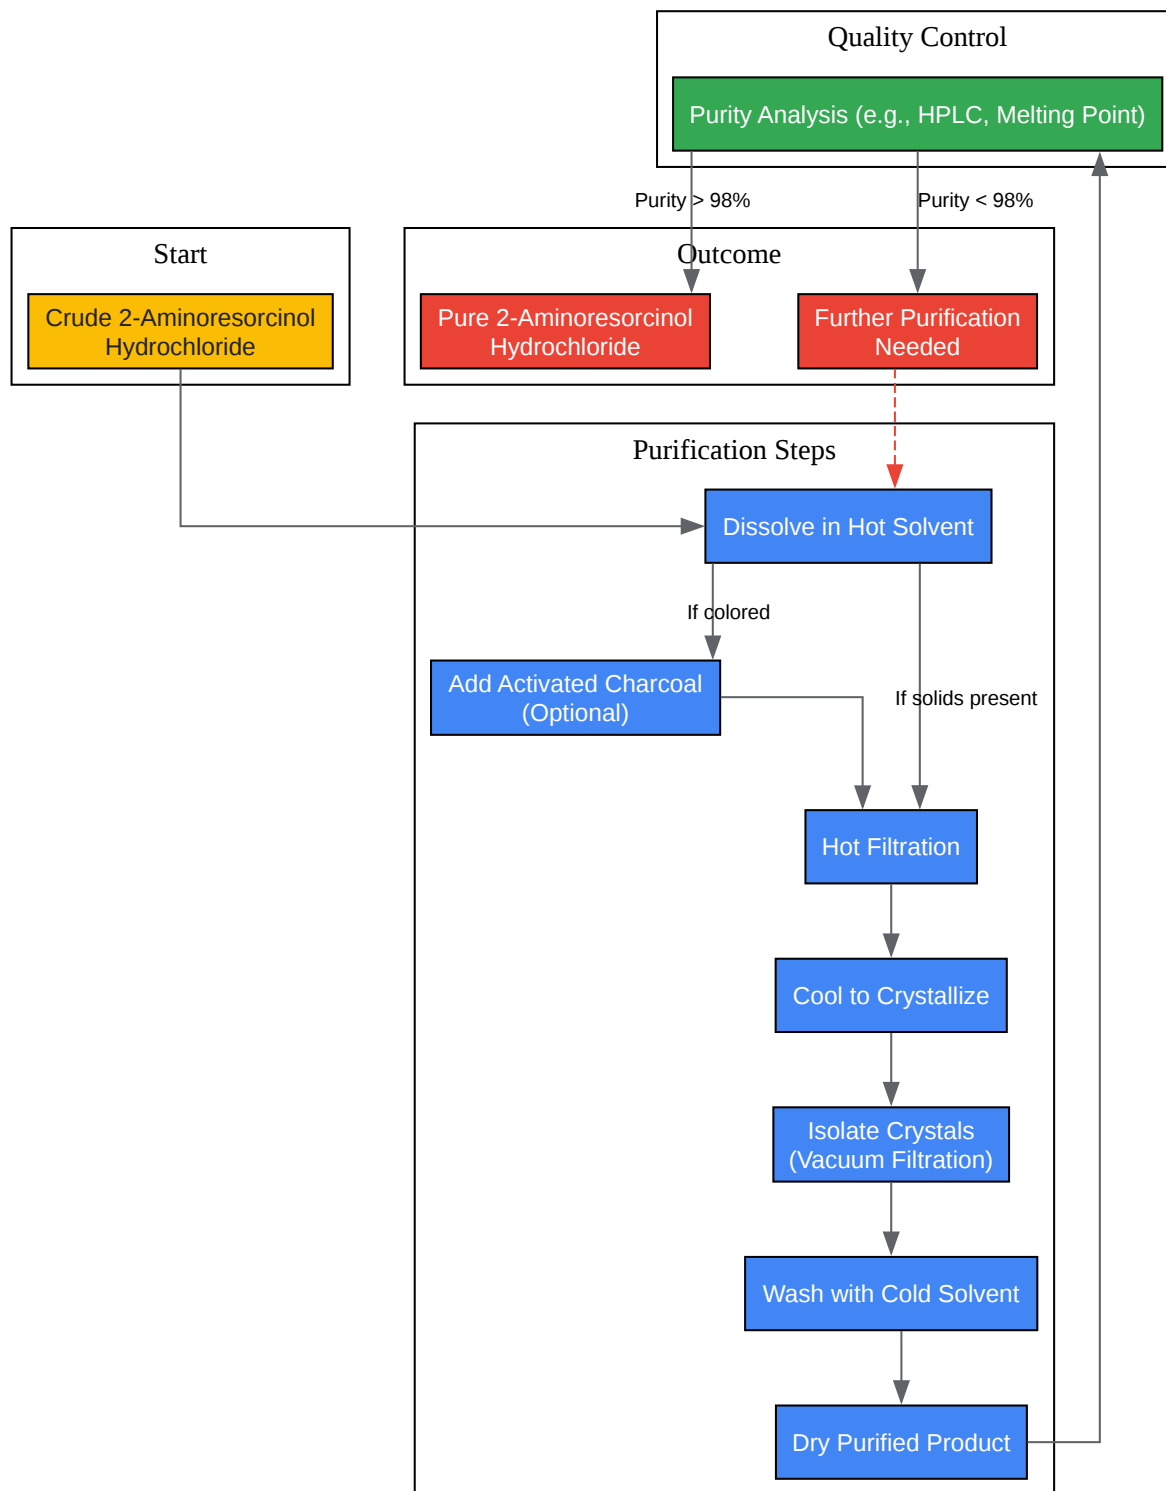 Quality Control
Purity Analysis (e.g., HPLC, Melting Point)
Purity > 98%
Purity < 98%
Start
Crude 2-Aminoresorcinol
Hydrochloride
Outcome
Pure 2-Aminoresorcinol
Hydrochloride
Further Purification
Needed
Purification Steps
Dissolve in Hot Solvent
If colored
Add Activated Charcoal
(Optional)
If solids present
Hot Filtration
Cool to Crystallize
Isolate Crystals
(Vacuum Filtration)
Wash with Cold Solvent
Dry Purified Product